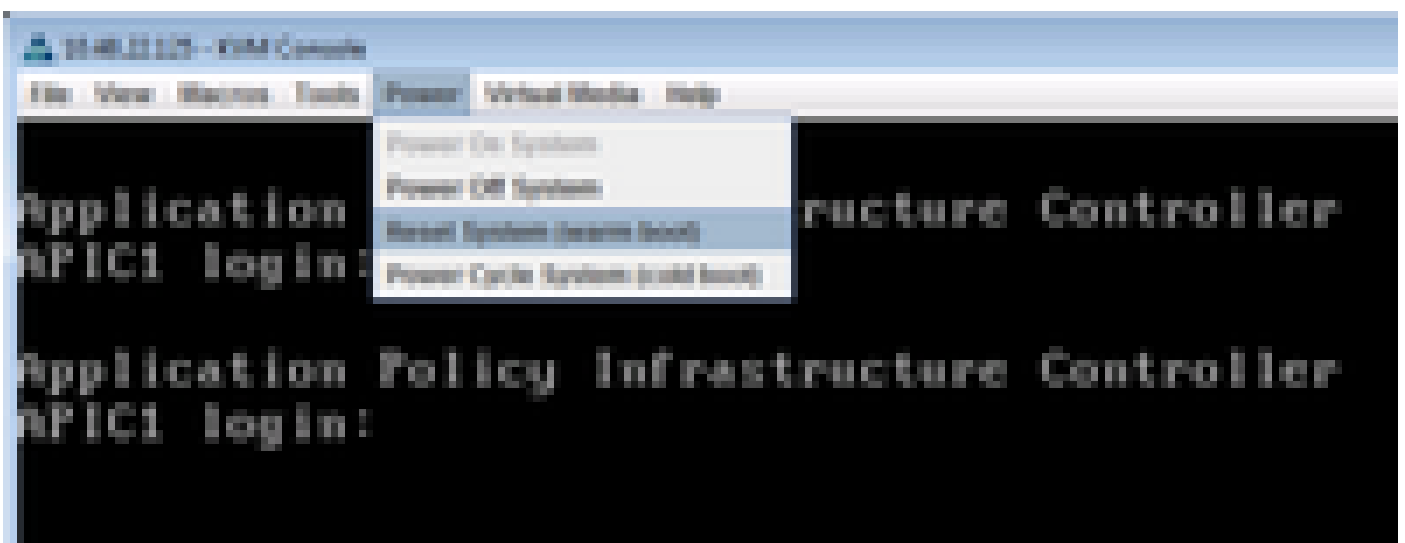 KVM Console
File View Macros Tools Power Virtual Media Help
Power On System
Power Off System
Reset System (warm boot)
Power Cycle System (cold boot)
Application ructure Controller
APIC1 login:
Application Policy Infrastructure Controller
APIC1 login: